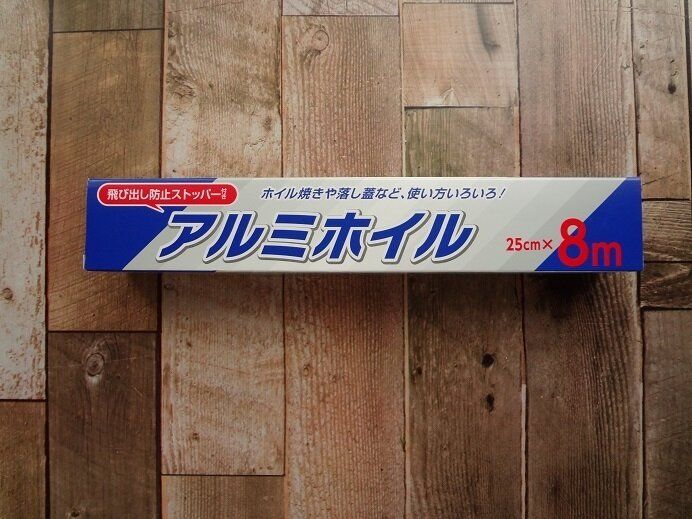 飛び出し防止ストッパー付き
ホイル焼きや落し蓋など、使い方いろいろ!
アルミホイル
25cm×8m